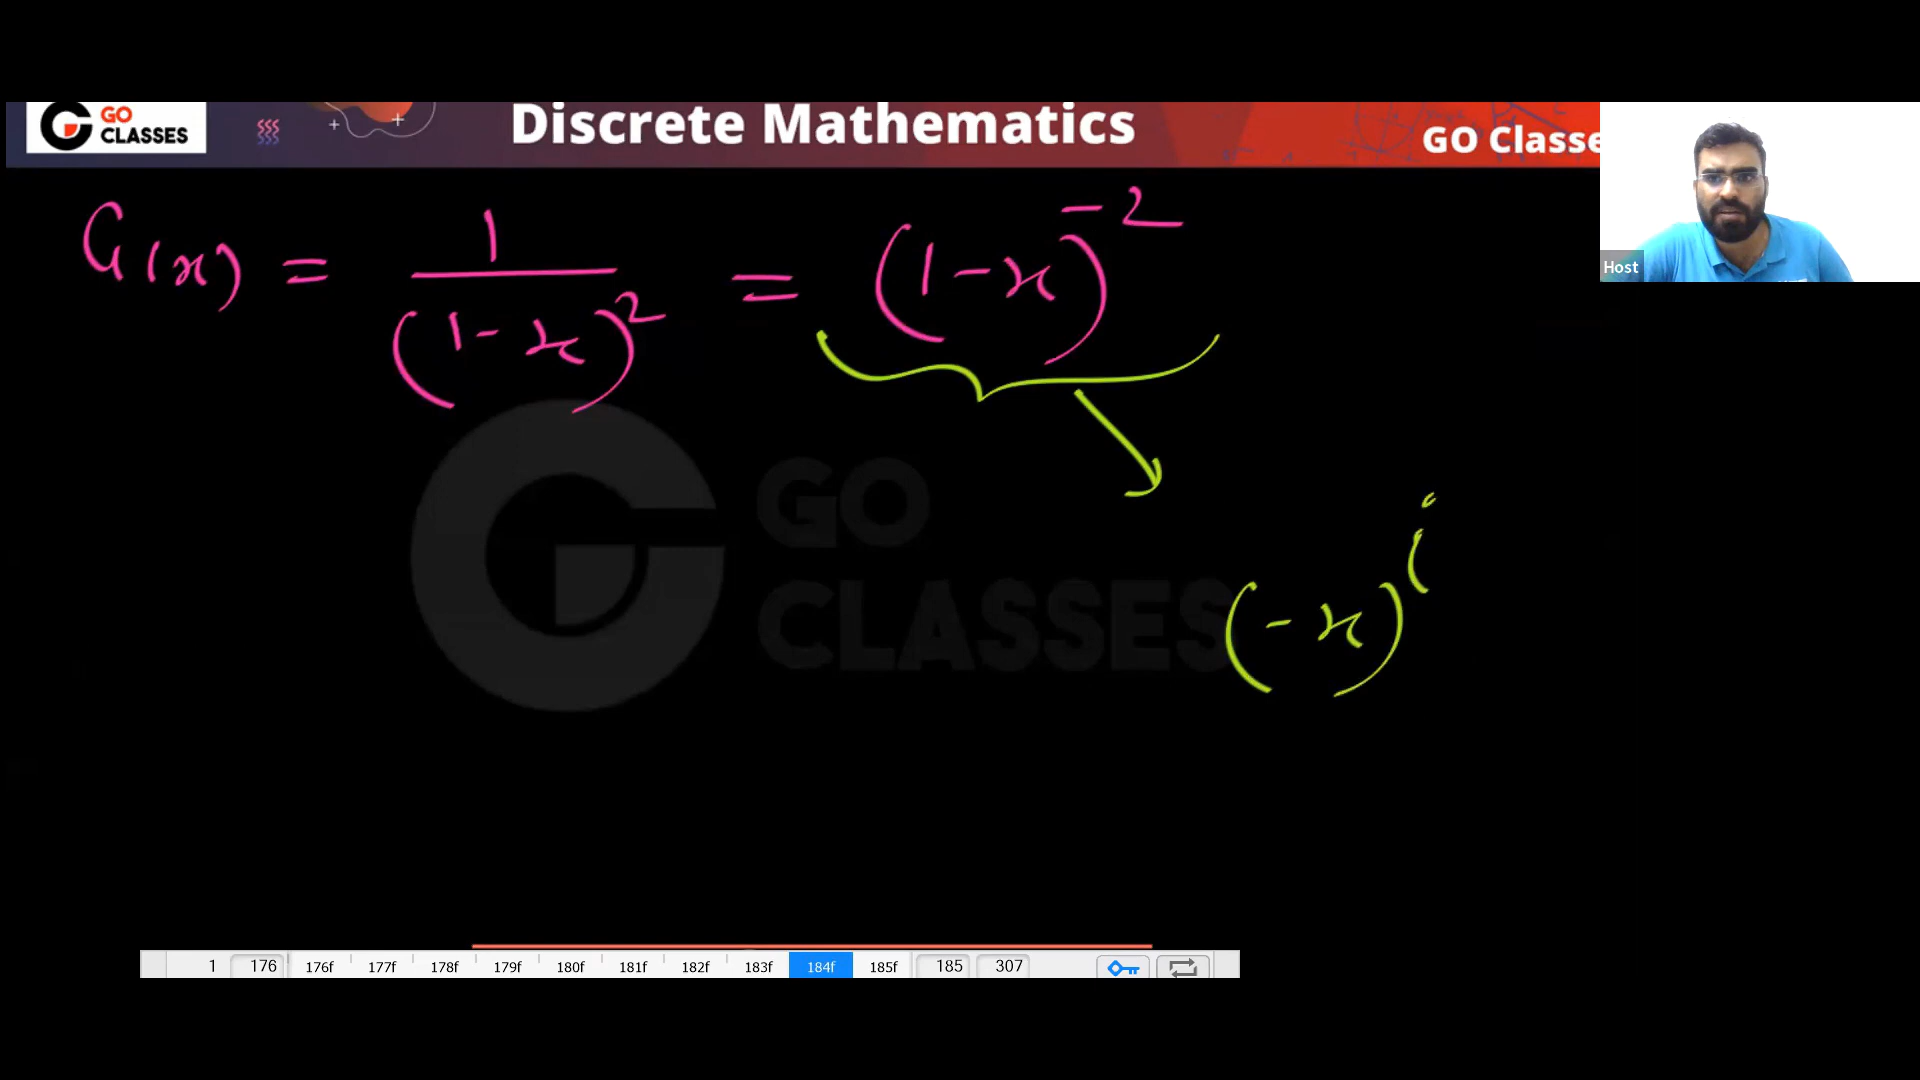 GO
CLASSES
Discrete Mathematics
GO Classe
Host
G(x) = 1/(1-x)^2 = (1-x)^-2
GO
CLASSES
(-x)^i
1 176 176f 177f 178f 179f 180f 181f 182f 183f 184f 185f 185 307